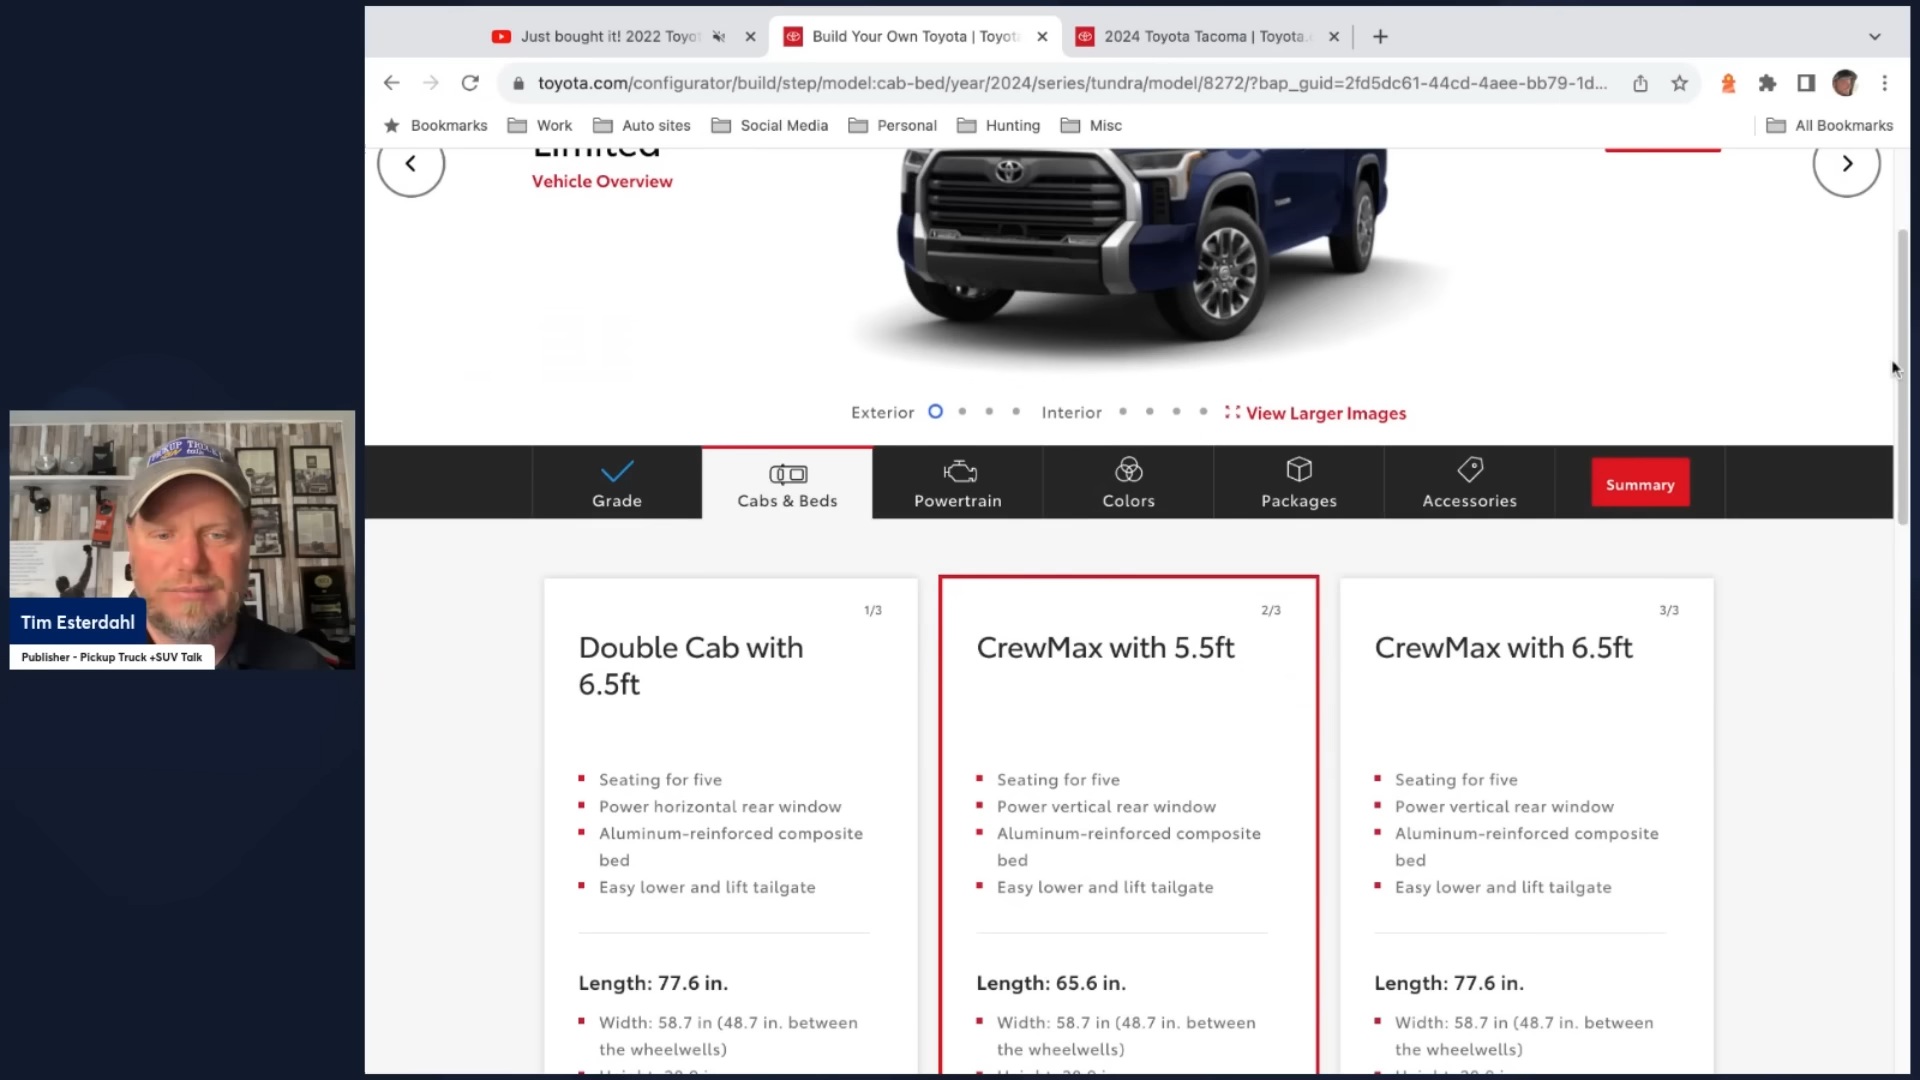 Just bought it! 2022 Toyo
Build Your Own Toyota | Toyot
2024 Toyota Tacoma | Toyota.
toyota.com/configurator/build/step/model:cab-bed/year/2024/series/tundra/model/8272/?bap_guid=2fd5dc61-44cd-4aee-bb79-1d...
Bookmarks
Work
Auto sites
Social Media
Personal
Hunting
Misc
All Bookmarks
Limited
Vehicle Overview
Exterior
Interior
View Larger Images
Grade
Cabs & Beds
Powertrain
Colors
Packages
Accessories
Summary
PICKUP TRUCK
talk
Tim Esterdahl
Publisher - Pickup Truck +SUV Talk
1/3
Double Cab with
6.5ft
Seating for five
Power horizontal rear window
Aluminum-reinforced composite
bed
Easy lower and lift tailgate
Length: 77.6 in.
Width: 58.7 in (48.7 in. between
the wheelwells)
2/3
CrewMax with 5.5ft
Seating for five
Power vertical rear window
Aluminum-reinforced composite
bed
Easy lower and lift tailgate
Length: 65.6 in.
Width: 58.7 in (48.7 in. between
the wheelwells)
3/3
CrewMax with 6.5ft
Seating for five
Power vertical rear window
Aluminum-reinforced composite
bed
Easy lower and lift tailgate
Length: 77.6 in.
Width: 58.7 in (48.7 in. between
the wheelwells)